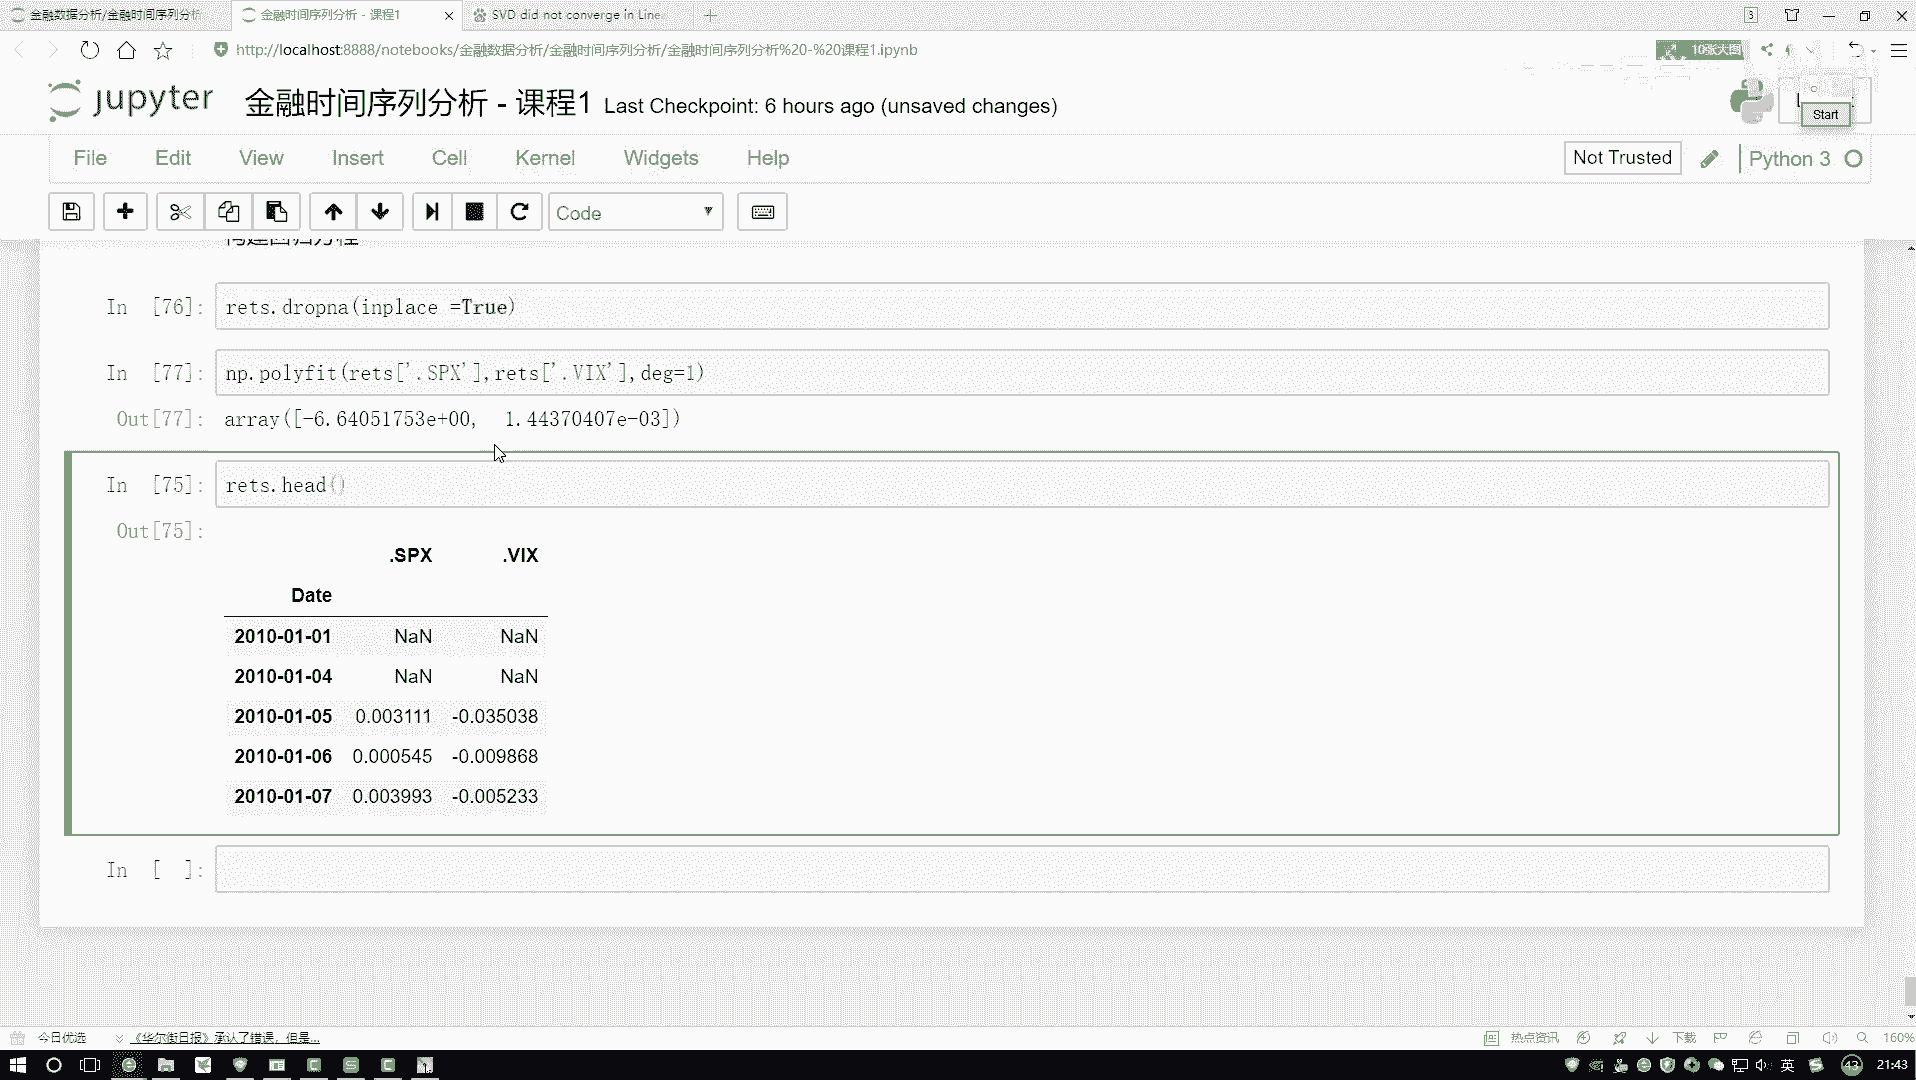 金融数据分析/金融时间序列分析
金融时间序列分析 - 课程1
SVD did not converge in Line
3
http://localhost:8888/notebooks/金融数据分析/金融时间序列分析/金融时间序列分析%20-%20课程1.ipynb
10张大图
jupyter
金融时间序列分析 - 课程1 Last Checkpoint: 6 hours ago (unsaved changes)
Start
File Edit View Insert Cell Kernel Widgets Help
Not Trusted
Python 3
Code
构建回归方程
In [76]: rets.dropna(inplace =True)
In [77]: np.polyfit(rets['.SPX'],rets['.VIX'],deg=1)
Out[77]: array([-6.64051753e+00, 1.44370407e-03])
In [75]: rets.head()
Out[75]:
.SPX .VIX
Date
2010-01-01 NaN NaN
2010-01-04 NaN NaN
2010-01-05 0.003111 -0.035038
2010-01-06 0.000545 -0.009868
2010-01-07 0.003993 -0.005233
In [ ]:
今日优选
《华尔街日报》承认了错误，但是...
热点资讯
下载
160%
英
43
21:43